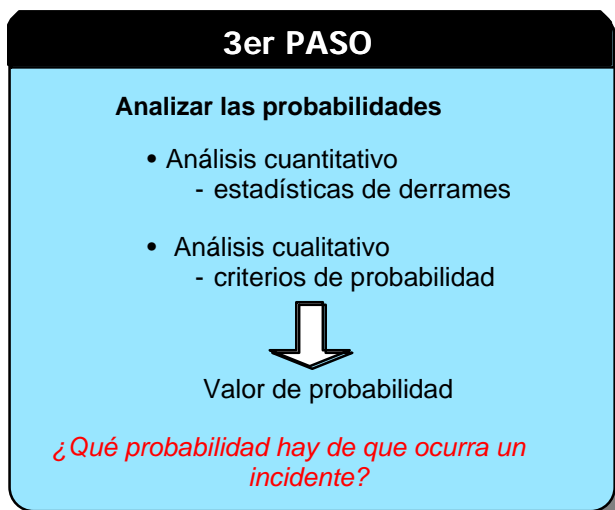 3er PASO
Analizar las probabilidades
• Análisis cuantitativo
- estadísticas de derrames
• Análisis cualitativo
- criterios de probabilidad
Valor de probabilidad
¿Qué probabilidad hay de que ocurra un
incidente?